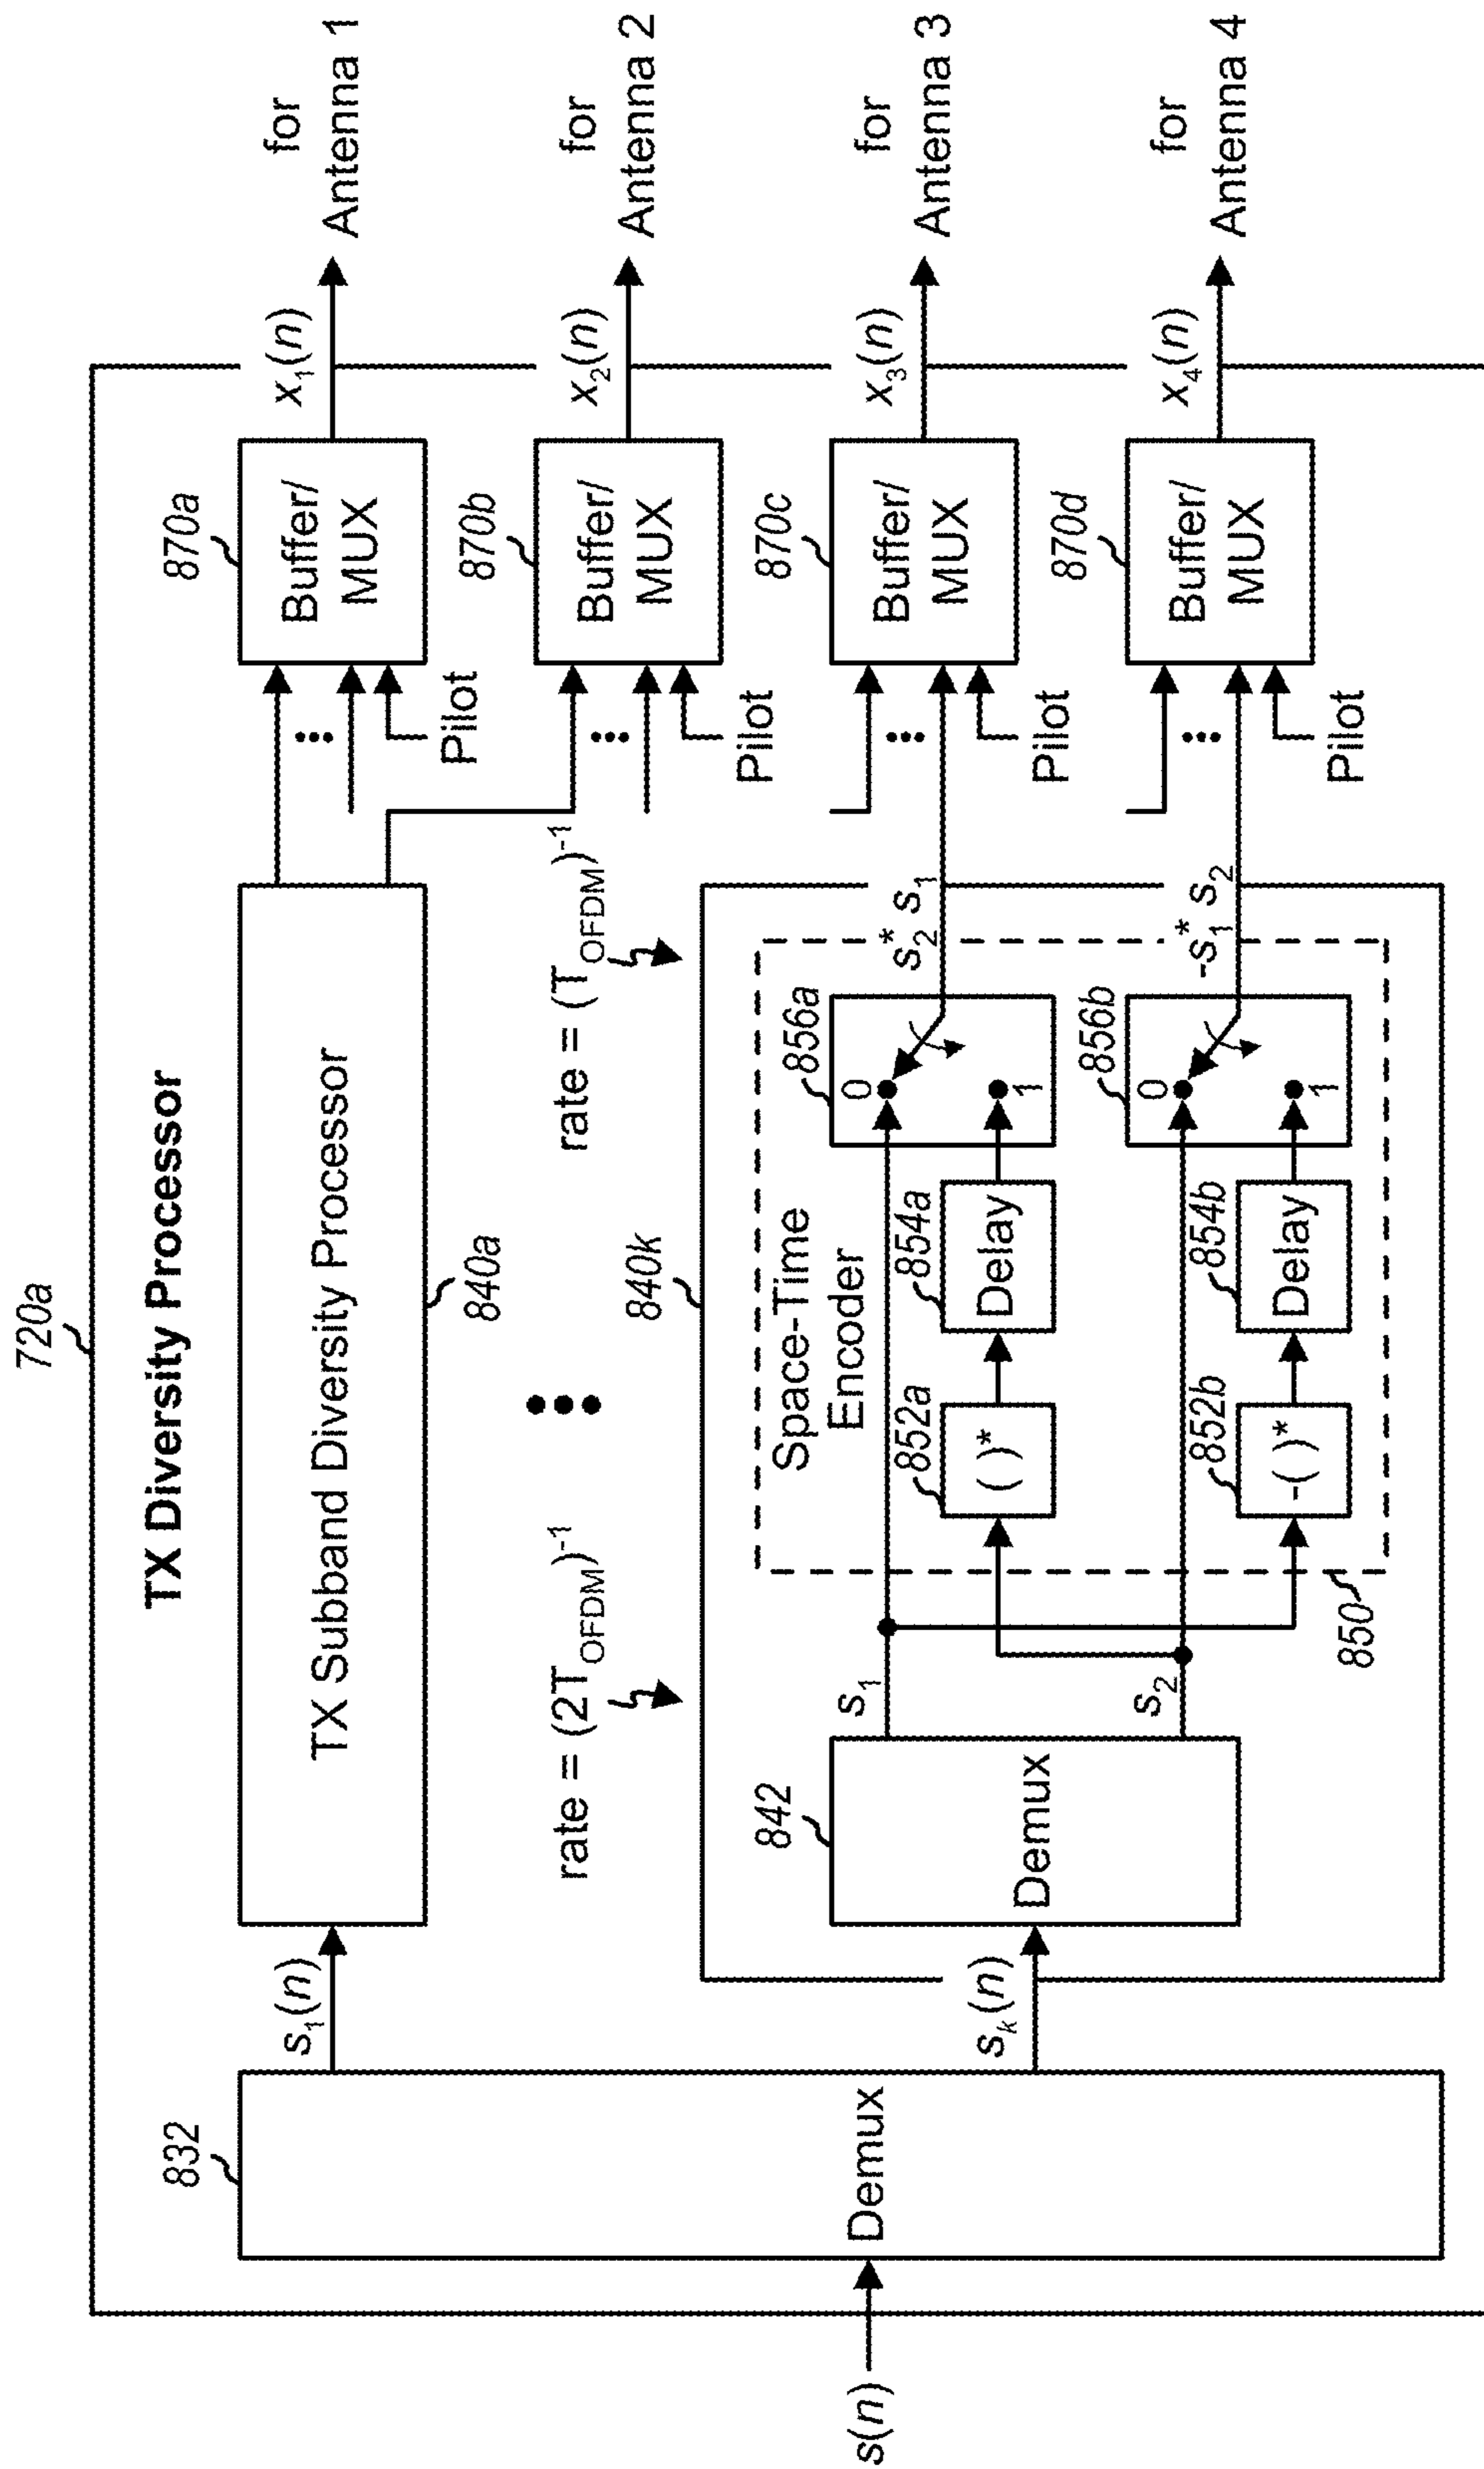 720a
TX Diversity Processor
832
Demux
s(n)
s₁(n)
TX Subband Diversity Processor
840a
rate = (2T_OFDM)⁻¹
rate = (T_OFDM)⁻¹
840k
sₖ(n)
842
Demux
s₁
s₂
Space-Time
Encoder
850
852a
( )*
854a
Delay
856a
0
1
s₂* s₁
852b
-( )*
854b
Delay
856b
0
1
-s₁* s₂
870a
Buffer/
MUX
Pilot
x₁(n)
for
Antenna 1
870b
Buffer/
MUX
Pilot
x₂(n)
for
Antenna 2
870c
Buffer/
MUX
Pilot
x₃(n)
for
Antenna 3
870d
Buffer/
MUX
Pilot
x₄(n)
for
Antenna 4